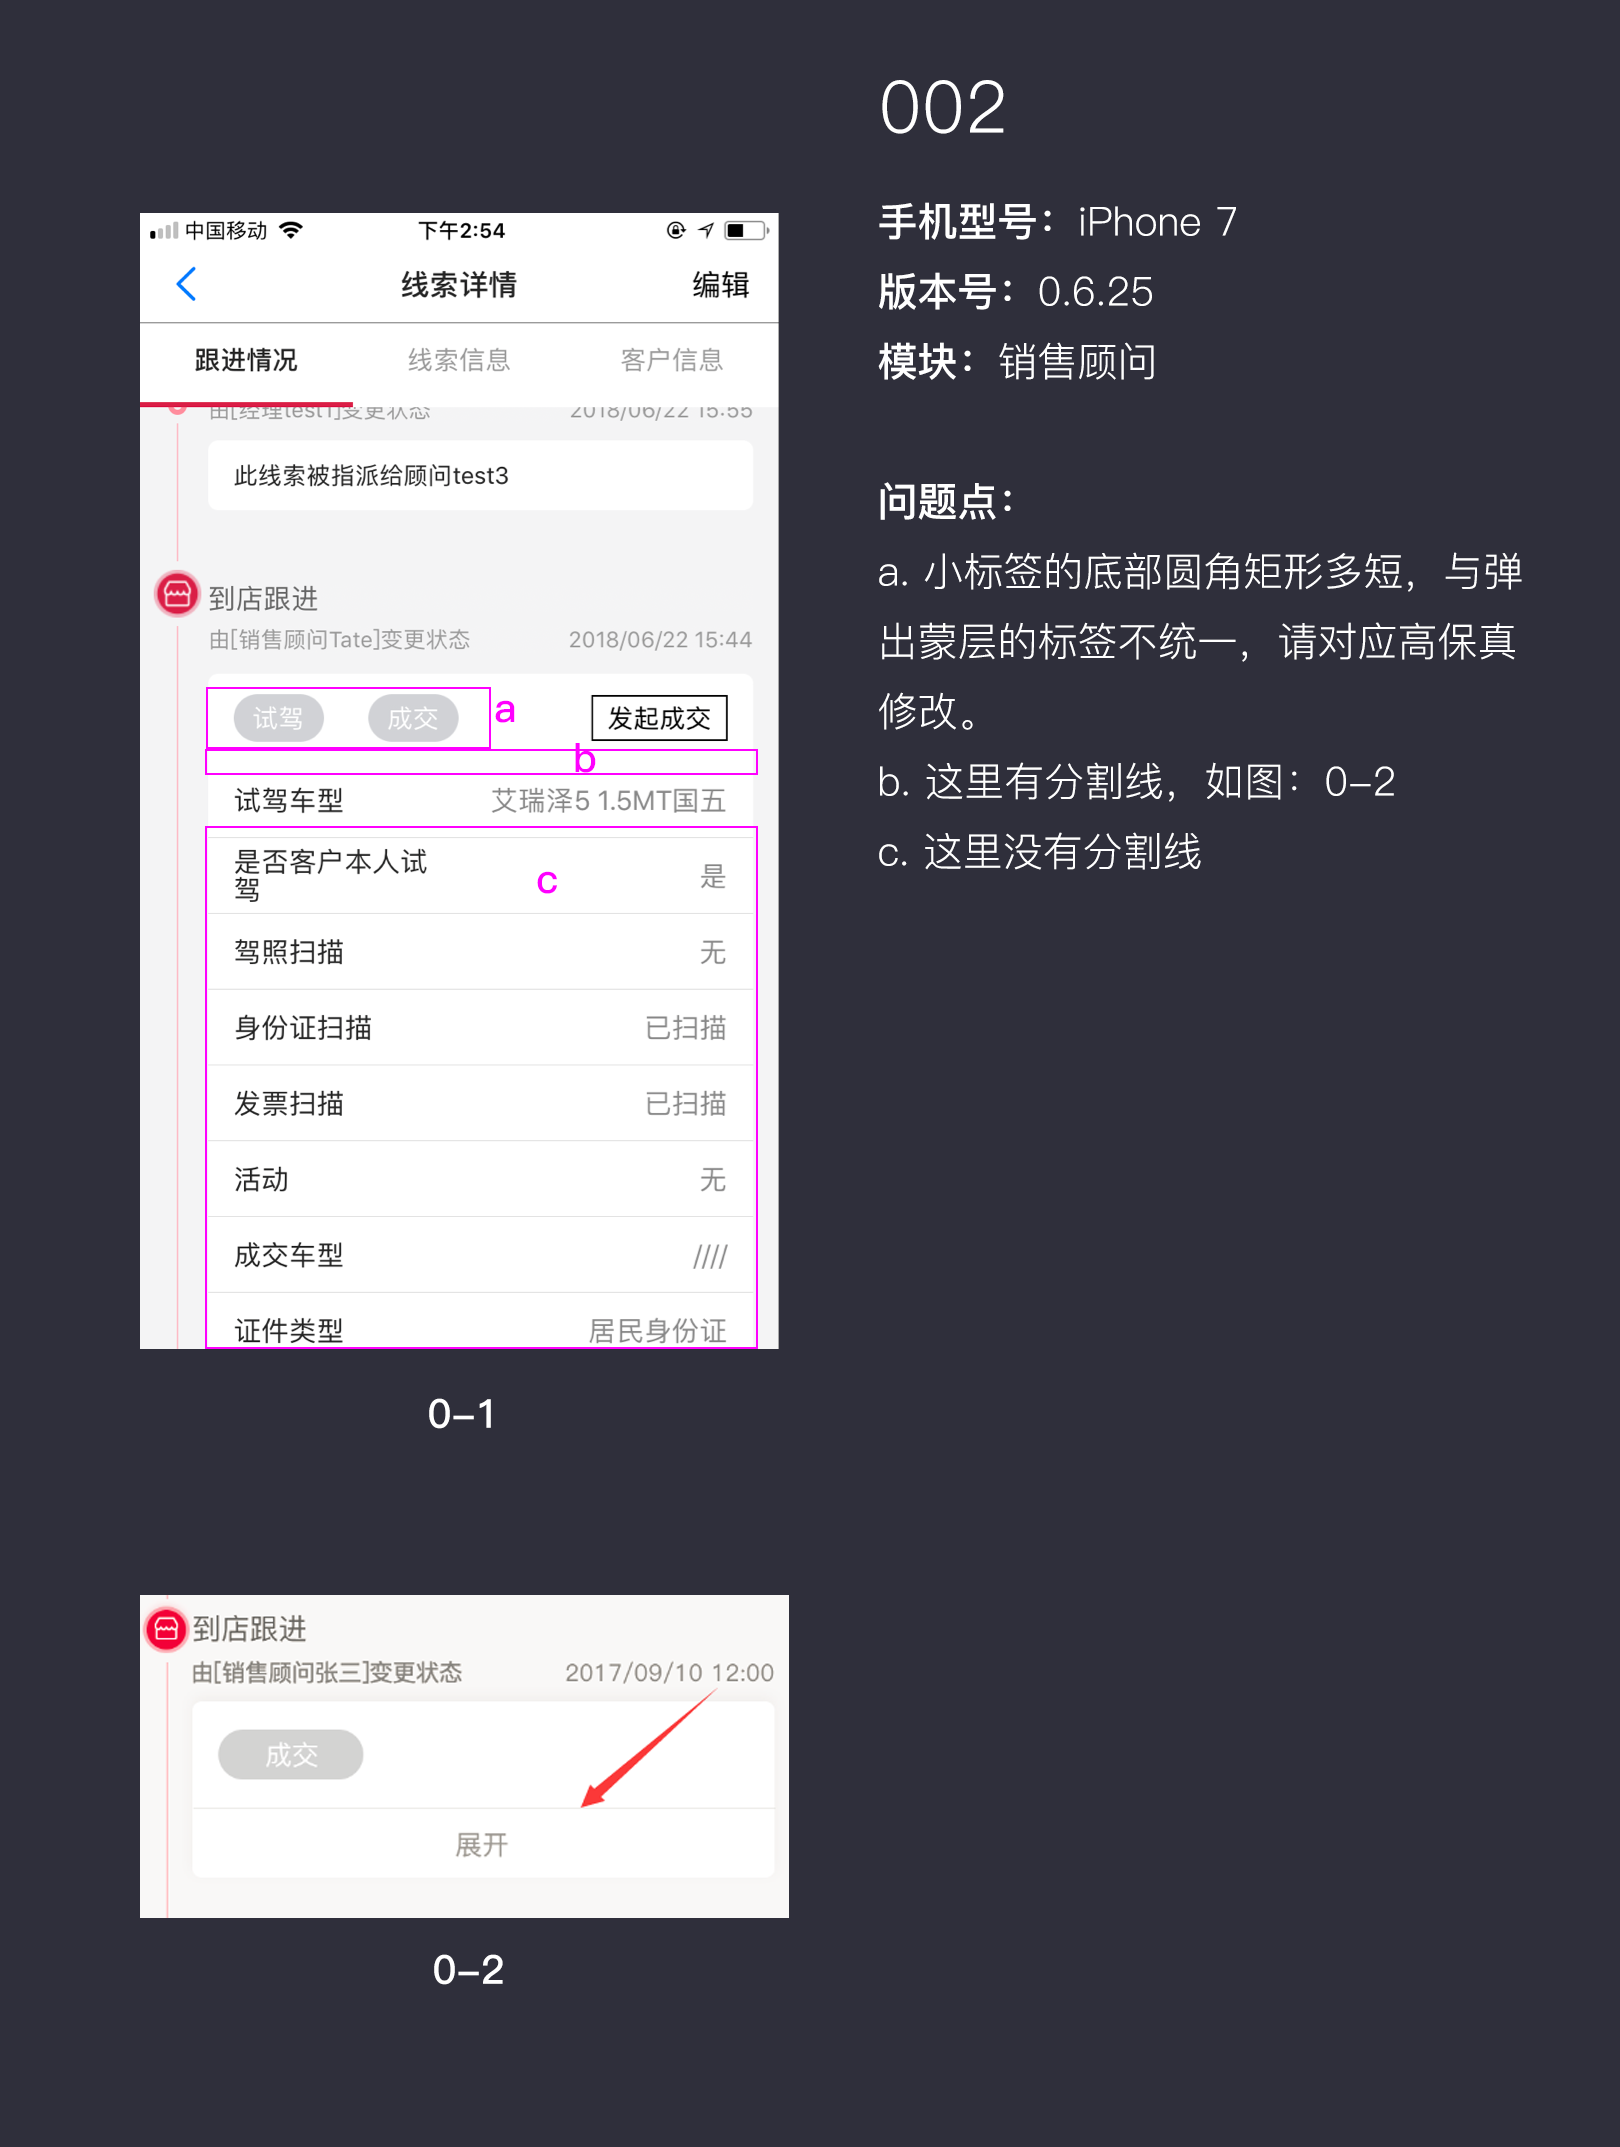 002
手机型号：iPhone 7
版本号：0.6.25
模块：销售顾问
问题点：
a. 小标签的底部圆角矩形多短，与弹
出蒙层的标签不统一，请对应高保真
修改。
b. 这里有分割线，如图：0-2
c. 这里没有分割线
中国移动 下午2:54
线索详情 编辑
跟进情况 线索信息 客户信息
由[经理test1]变更状态 2018/06/22 15:55
此线索被指派给顾问test3
到店跟进
由[销售顾问Tate]变更状态 2018/06/22 15:44
试驾 成交 a 发起成交
b
试驾车型 艾瑞泽5 1.5MT国五
是否客户本人试
驾 c 是
驾照扫描 无
身份证扫描 已扫描
发票扫描 已扫描
活动 无
成交车型 ////
证件类型 居民身份证
0-1
到店跟进
由[销售顾问张三]变更状态 2017/09/10 12:00
成交
展开
0-2